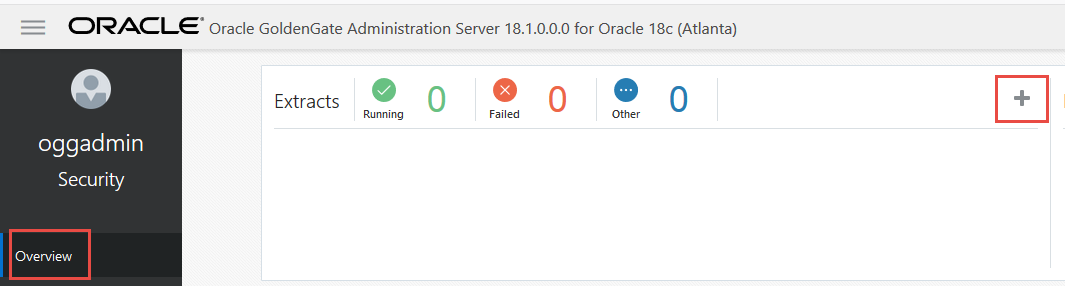 ORACLE® Oracle GoldenGate Administration Server 18.1.0.0.0 for Oracle 18c (Atlanta)
oggadmin
Security
Overview
Extracts
Running
0
Failed
0
Other
0